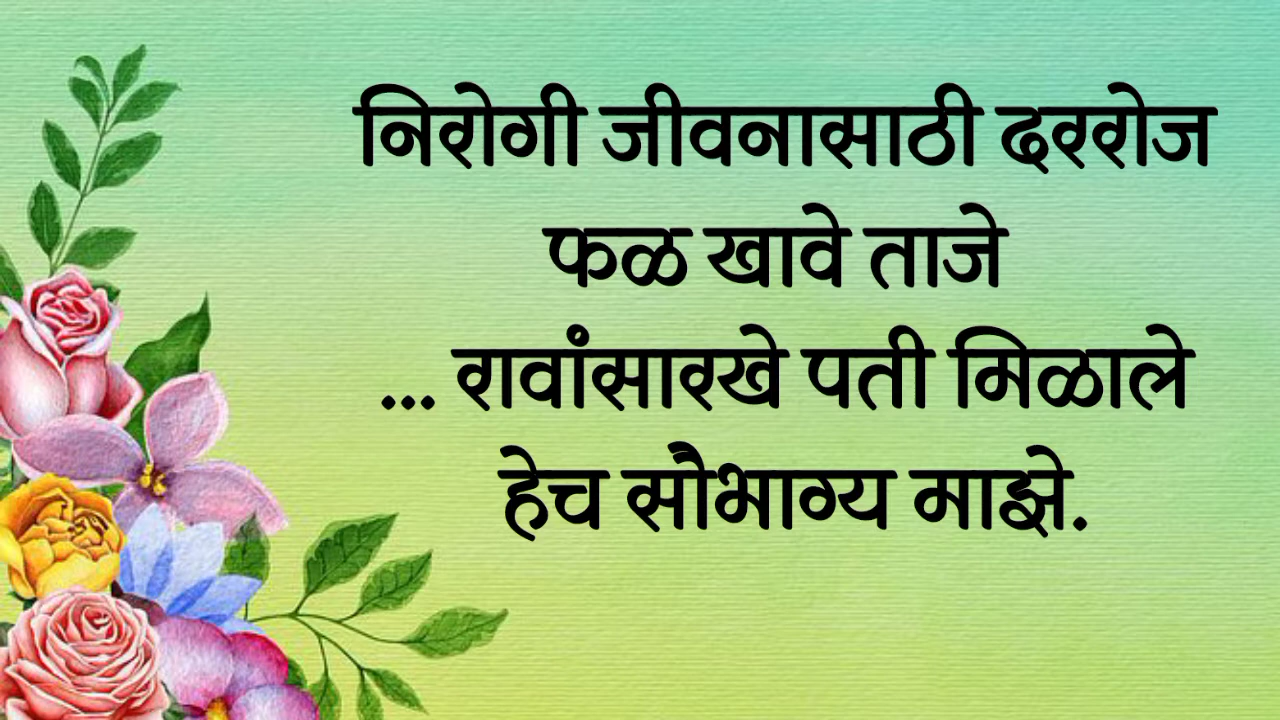 निरोगी जीवनासाठी दररोज
फळ खावे ताजे
... रावांसारखे पती मिळाले
हेच सौभाग्य माझे.